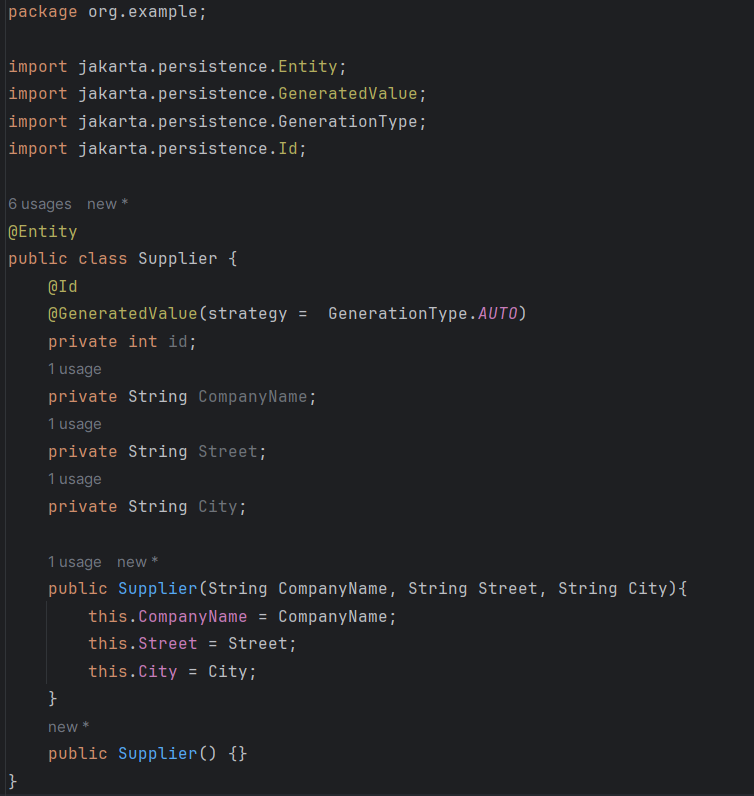 package org.example;
import jakarta.persistence.Entity;
import jakarta.persistence.GeneratedValue;
import jakarta.persistence.GenerationType;
import jakarta.persistence.Id;
6 usages   new *
@Entity
public class Supplier {
    @Id
    @GeneratedValue(strategy =  GenerationType.AUTO)
    private int id;
    1 usage
    private String CompanyName;
    1 usage
    private String Street;
    1 usage
    private String City;
    1 usage   new *
    public Supplier(String CompanyName, String Street, String City){
        this.CompanyName = CompanyName;
        this.Street = Street;
        this.City = City;
    }
    new *
    public Supplier() {}
}